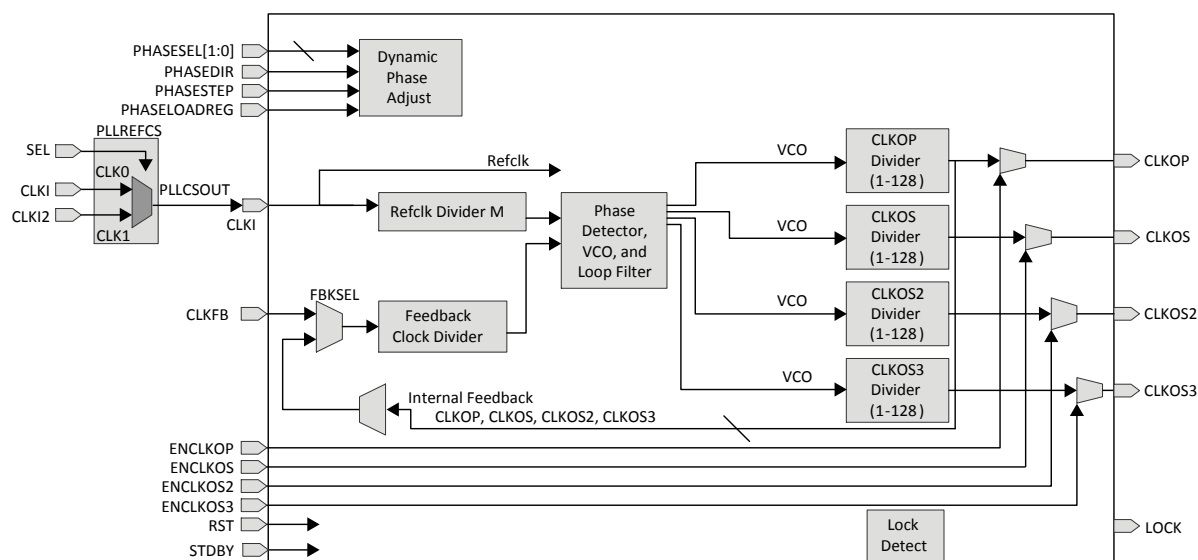 PHASESEL[1:0]
PHASEDIR
PHASESTEP
PHASELOADREG
Dynamic
Phase
Adjust
PLLREFCS
SEL
CLK0
CLKI
PLLCSOUT
CLKI2
CLK1
CLKI
Refclk
Refclk Divider M
Phase
Detector,
VCO, and
Loop Filter
VCO
CLKOP
Divider
(1-128)
CLKOP
VCO
CLKOS
Divider
(1-128)
CLKOS
FBKSEL
CLKFB
Feedback
Clock Divider
VCO
CLKOS2
Divider
(1-128)
CLKOS2
VCO
CLKOS3
Divider
(1-128)
CLKOS3
Internal Feedback
CLKOP, CLKOS, CLKOS2, CLKOS3
ENCLKOP
ENCLKOS
ENCLKOS2
ENCLKOS3
RST
STDBY
Lock
Detect
LOCK